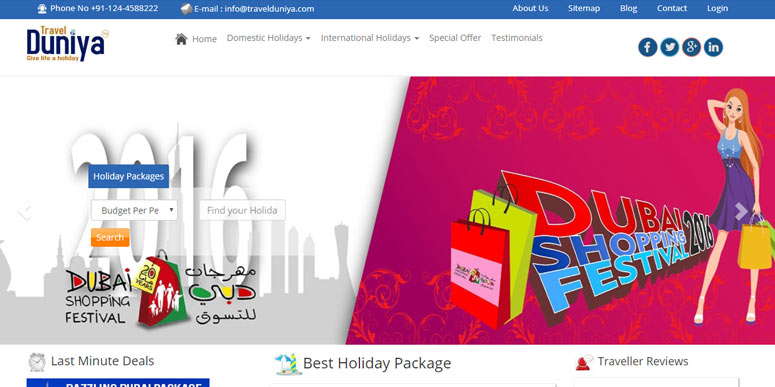 Phone No +91-124-4588222
E-mail : info@travelduniya.com
About Us
Sitemap
Blog
Contact
Login
Travel
Duniya
Give life a holiday
Home
Domestic Holidays
International Holidays
Special Offer
Testimonials
2016
Holiday Packages
Budget Per Pe
Find your Holida
Search
DUBAI
SHOPPING
FESTIVAL
YEARS
مهرجان
دبي
للتسوق
DUBAI
SHOPPING 2016
FESTIVAL
Last Minute Deals
Best Holiday Package
Traveller Reviews
DAZZLING DUBAI PACKAGE